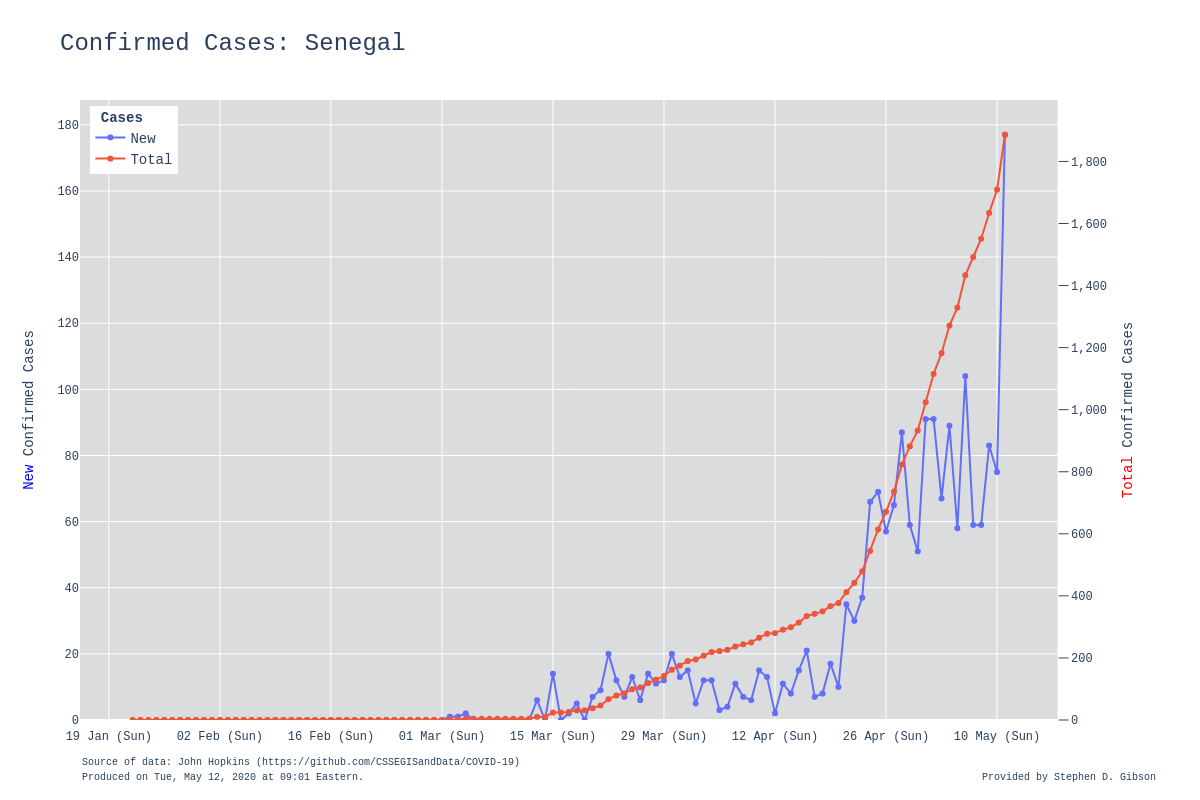 Confirmed Cases: Senegal
Cases
New
Total
180
160
140
120
100
80
60
40
20
0
New Confirmed Cases
1,800
1,600
1,400
1,200
1,000
800
600
400
200
0
Total Confirmed Cases
19 Jan (Sun) 02 Feb (Sun) 16 Feb (Sun) 01 Mar (Sun) 15 Mar (Sun) 29 Mar (Sun) 12 Apr (Sun) 26 Apr (Sun) 10 May (Sun)
Source of data: John Hopkins (https://github.com/CSSEGISandData/COVID-19)
Produced on Tue, May 12, 2020 at 09:01 Eastern.
Provided by Stephen D. Gibson